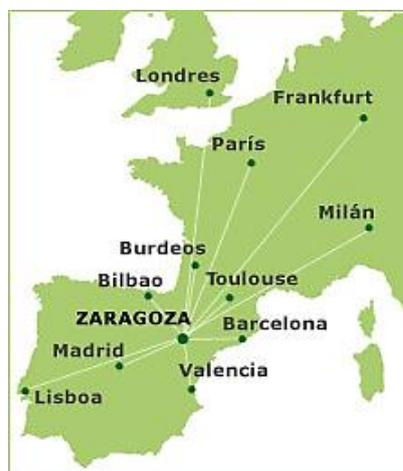 Londres
Frankfurt
París
Milán
Burdeos
Bilbao
Toulouse
ZARAGOZA
Barcelona
Madrid
Valencia
Lisboa